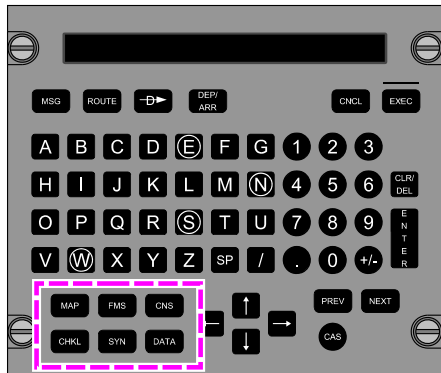 MSG ROUTE D DEP/ARR CNCL EXEC
A B C D E F G 1 2 3
H I J K L M N 4 5 6 CLR/DEL
O P Q R S T U 7 8 9 ENTER
V W X Y Z SP / . 0 +/-
MAP FMS CNS PREV NEXT
CHKL SYN DATA CAS